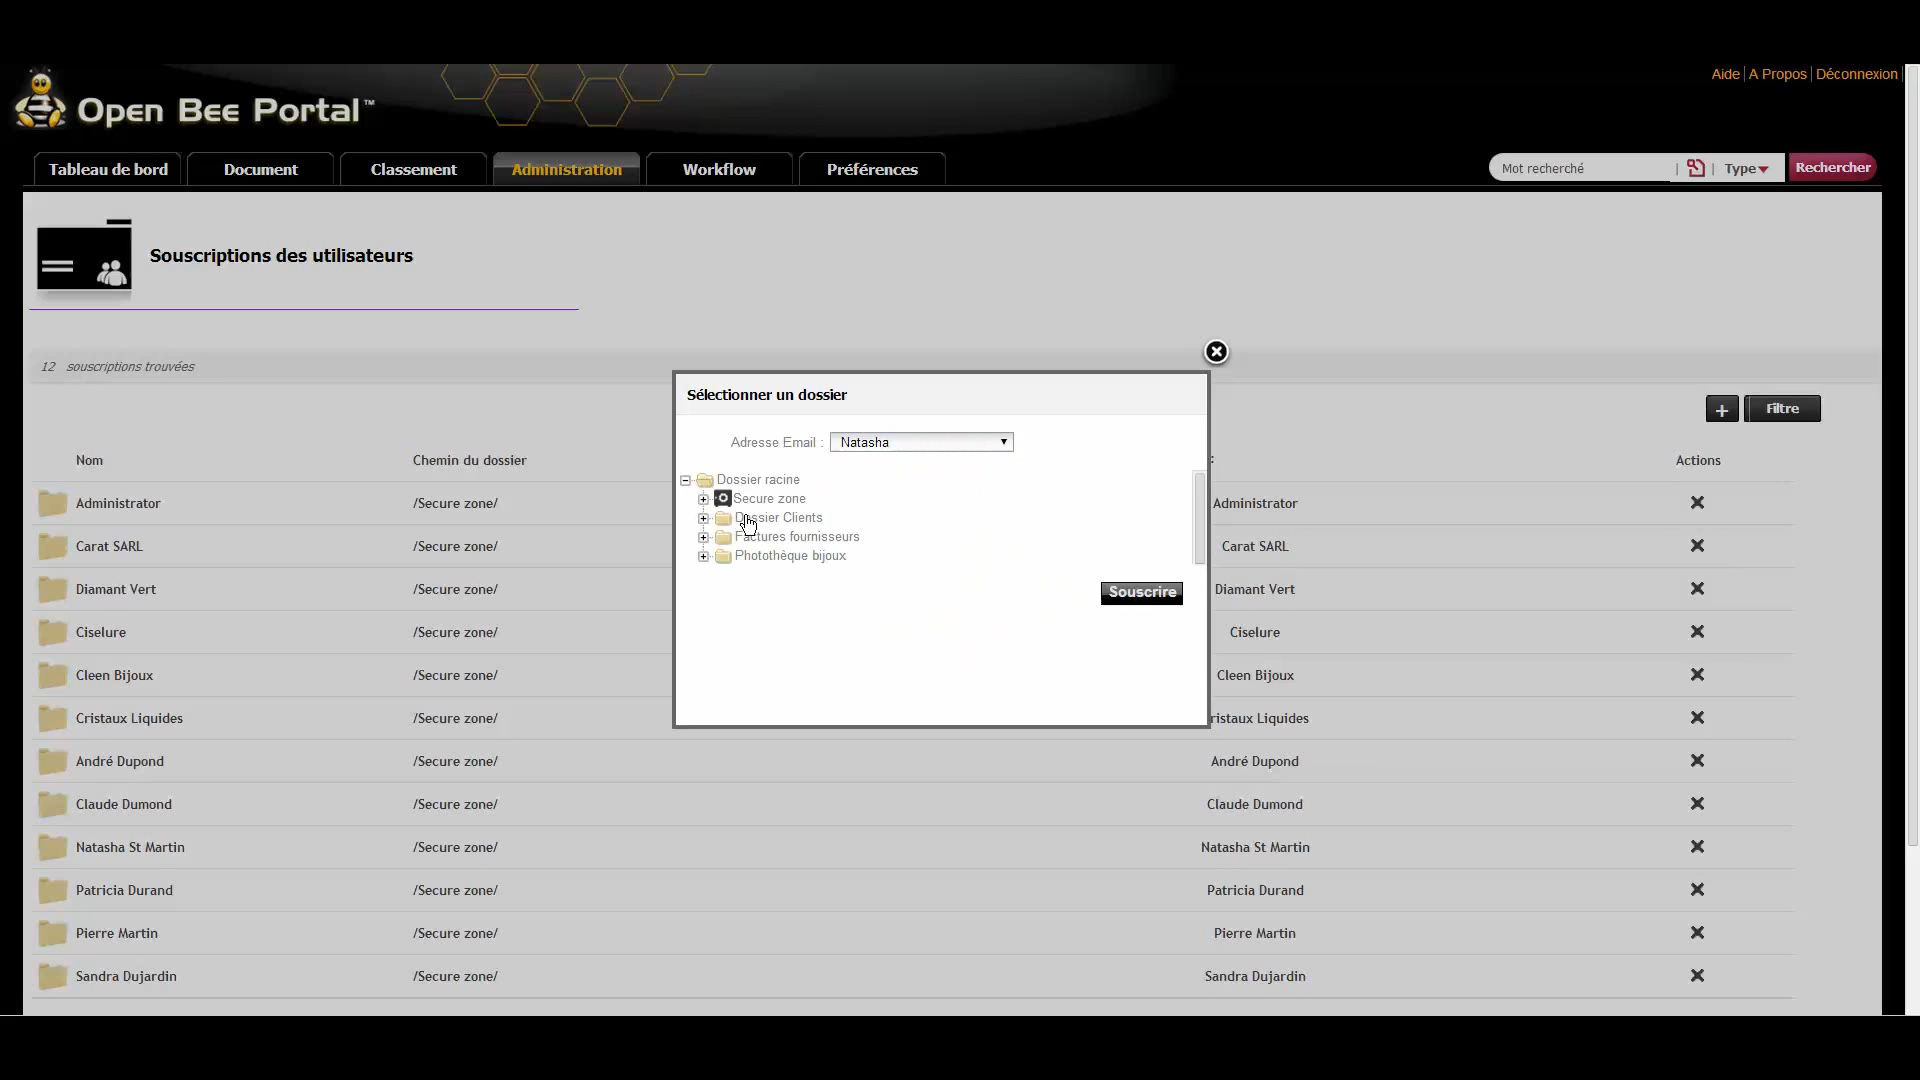 Aide | A Propos | Déconnexion
Open Bee Portal™
Tableau de bord Document Classement Administration Workflow Préférences Mot recherché Type Rechercher
Souscriptions des utilisateurs
12 souscriptions trouvées
Sélectionner un dossier
+ Filtre
Adresse Email : Natasha
Nom Chemin du dossier : Actions
Dossier racine
Secure zone
Dossier Clients
Factures fournisseurs
Photothèque bijoux
Souscrire
Administrator /Secure zone/ Administrator
Carat SARL /Secure zone/ Carat SARL
Diamant Vert /Secure zone/ Diamant Vert
Ciselure /Secure zone/ Ciselure
Cleen Bijoux /Secure zone/ Cleen Bijoux
Cristaux Liquides /Secure zone/ ristaux Liquides
André Dupond /Secure zone/ André Dupond
Claude Dumond /Secure zone/ Claude Dumond
Natasha St Martin /Secure zone/ Natasha St Martin
Patricia Durand /Secure zone/ Patricia Durand
Pierre Martin /Secure zone/ Pierre Martin
Sandra Dujardin /Secure zone/ Sandra Dujardin